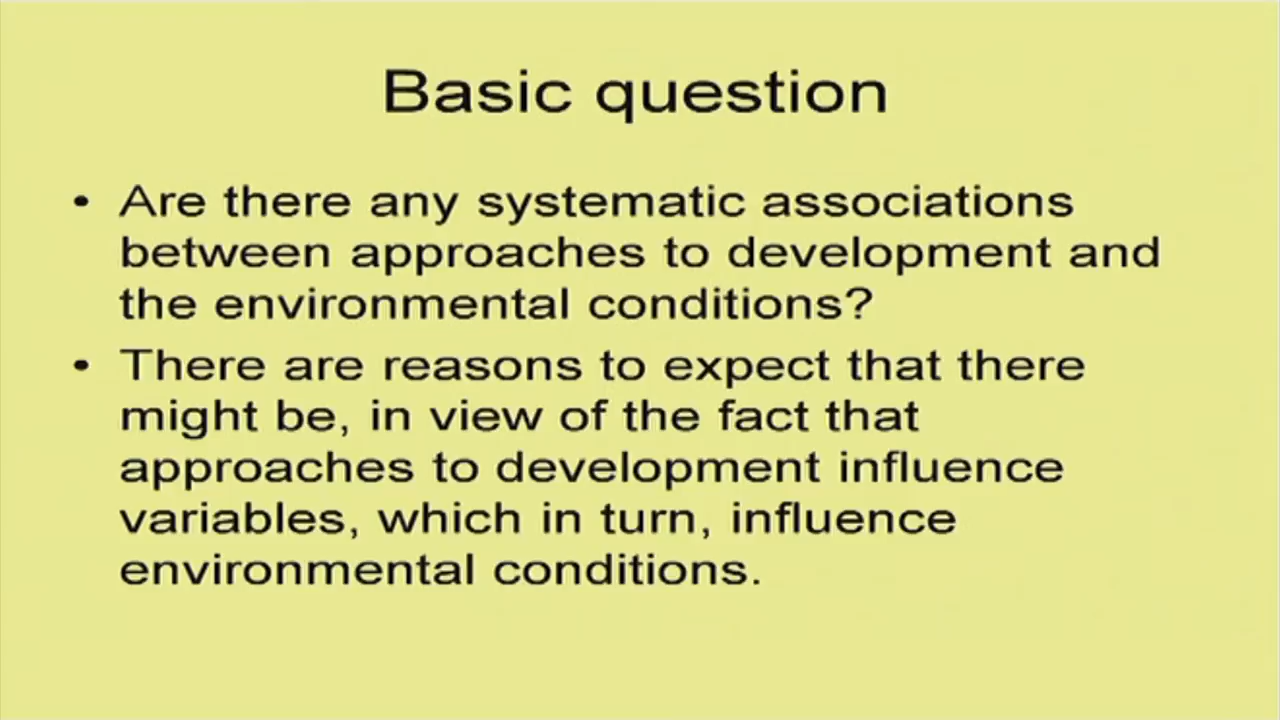 Basic question
• Are there any systematic associations
between approaches to development and
the environmental conditions?
• There are reasons to expect that there
might be, in view of the fact that
approaches to development influence
variables, which in turn, influence
environmental conditions.